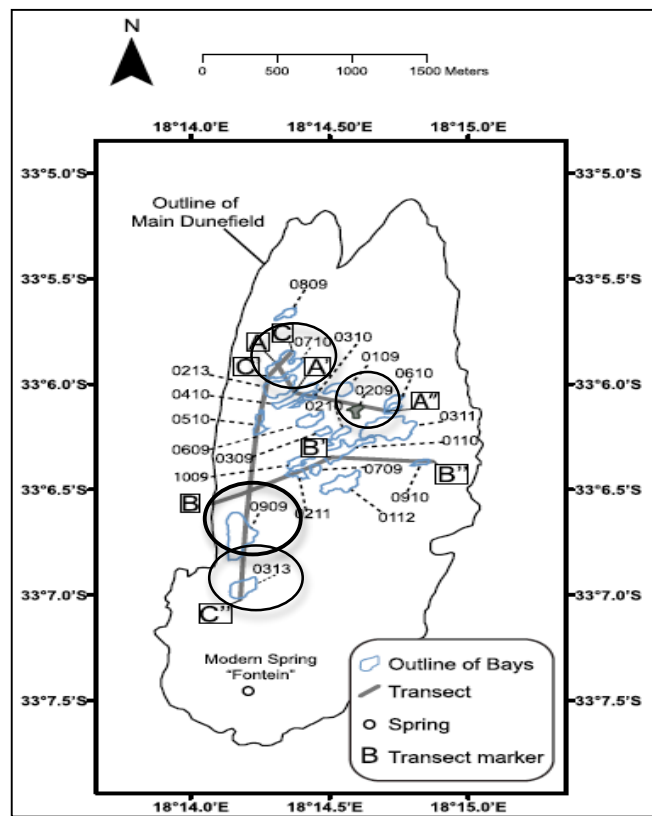 N
0 500 1000 1500 Meters
18°14.0'E 18°14.50'E 18°15.0'E
33°5.0'S 33°5.0'S
Outline of
Main Dunefield
33°5.5'S 33°5.5'S
0809
A C 0710 0310
C' A' 0109
0213 0610
33°6.0'S 33°6.0'S
0410 0209 A"
0510 0311
0609 B' 0110
0309
1009 0709 B"
33°6.5'S 33°6.5'S
B 0910
0909 0211 0112
0313
33°7.0'S 33°7.0'S
C"
Modern Spring
"Fontein"
33°7.5'S 33°7.5'S
Outline of Bays
Transect
Spring
B Transect marker
18°14.0'E 18°14.50'E 18°15.0'E